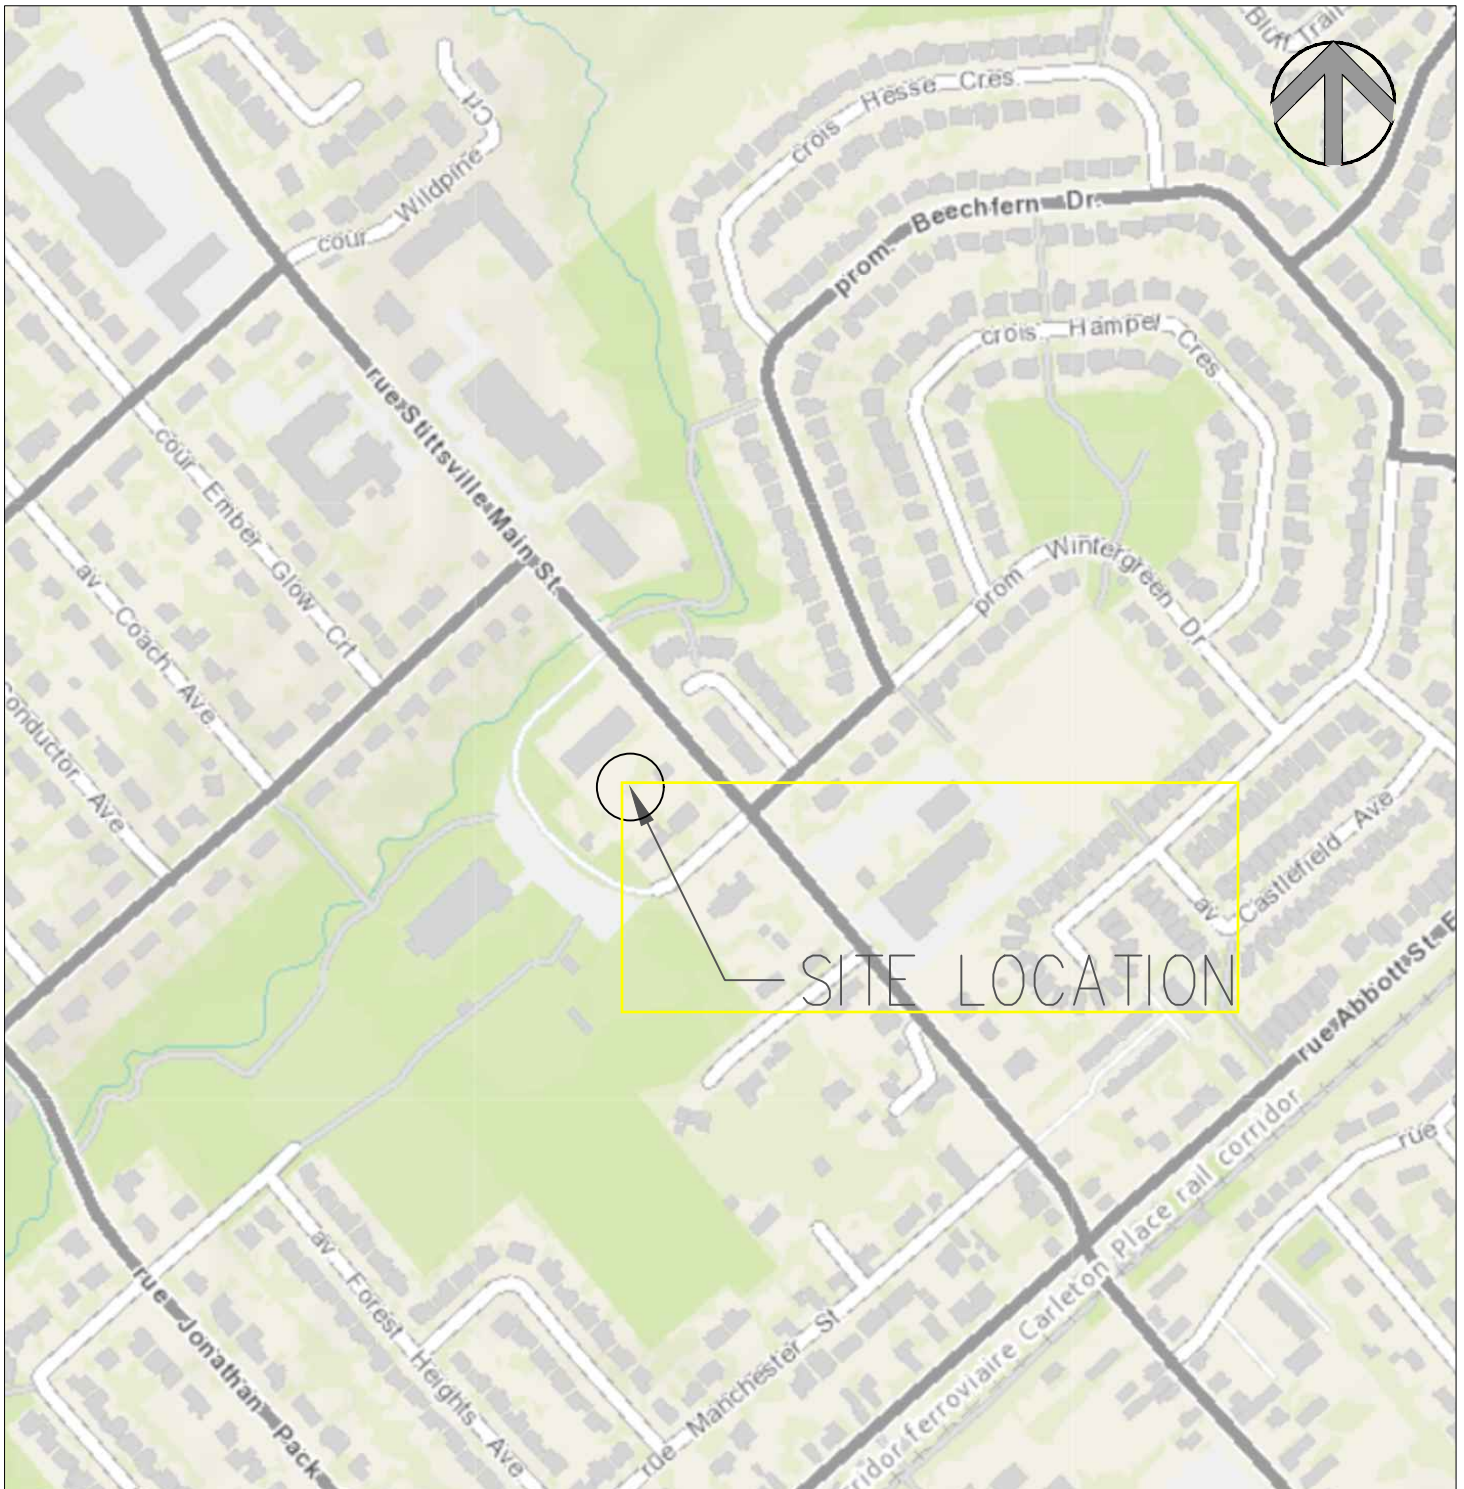 Bluff Trail
crois Hesse Cres.
Crt
cour Wildpine
prom. Beechfern Dr.
crois Hampel Cres.
rue Stittsville Main St.
cour Ember Glow Crt
prom Wintergreen Dr
av Coach Ave
Conductor Ave
av Castlefield Ave
SITE LOCATION
rue Abbott St E
rue
av Forest Heights Ave
rue Jonathan Pack
rue Manchester St
ridor ferroviaire Carleton Place rail corridor